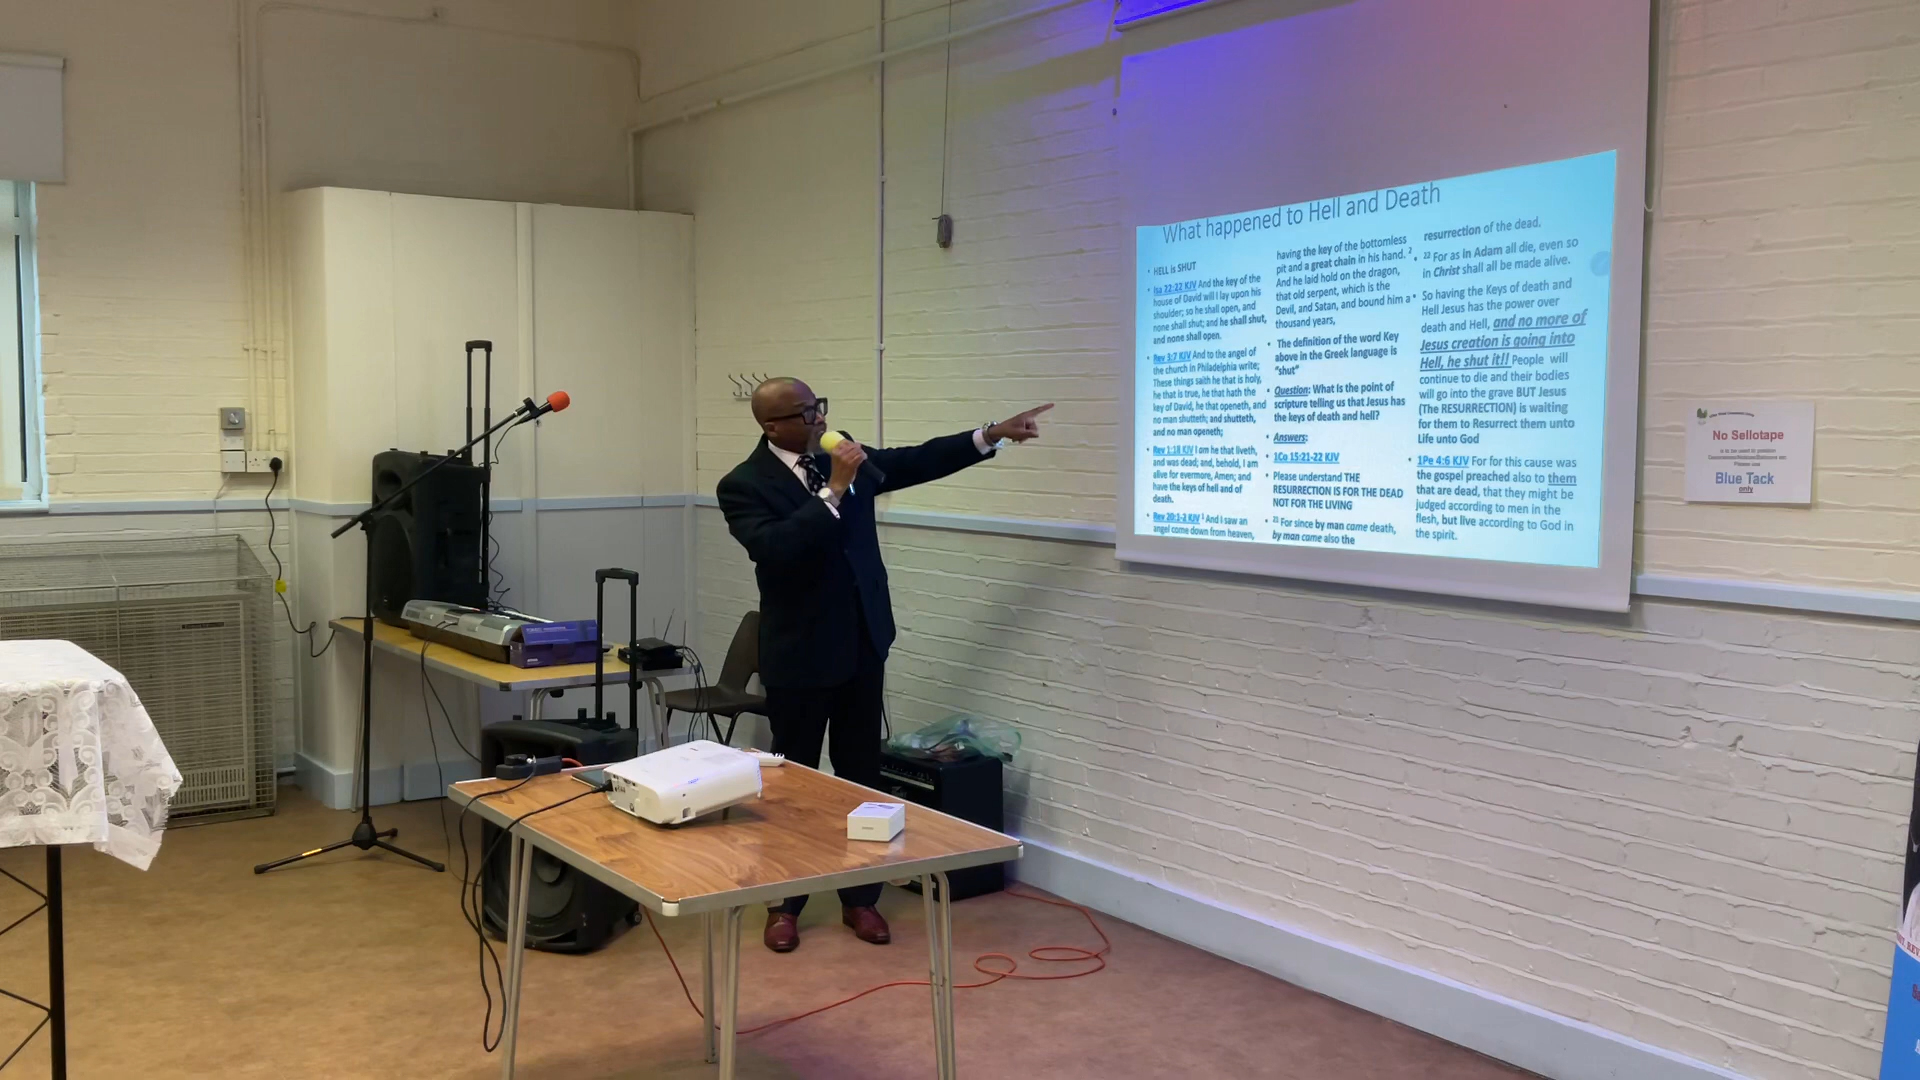 What happened to Hell and Death
• HELL is SHUT
• Isa 22:22 KJV And the key of the
house of David will I lay upon his
shoulder; so he shall open, and
none shall shut; and he shall shut,
and none shall open.
• Rev 3:7 KJV And to the angel of
the church in Philadelphia write;
These things saith he that is holy,
he that is true, he that hath the
key of David, he that openeth, and
no man shutteth; and shutteth,
and no man openeth;
• Rev 1:18 KJV I am he that liveth,
and was dead; and, behold, I am
alive for evermore, Amen; and
have the keys of hell and of
death.
• Rev 20:1-2 KJV 1 And I saw an
angel come down from heaven,
having the key of the bottomless
pit and a great chain in his hand. 2
And he laid hold on the dragon,
that old serpent, which is the
Devil, and Satan, and bound him a
thousand years,
• The definition of the word Key
above in the Greek language is
"shut"
• Question: What is the point of
scripture telling us that Jesus has
the keys of death and hell?
• Answers:
• 1Co 15:21-22 KJV
• Please understand THE
RESURRECTION IS FOR THE DEAD
NOT FOR THE LIVING
• 21 For since by man came death,
by man came also the
resurrection of the dead.
• 22 For as in Adam all die, even so
in Christ shall all be made alive.
• So having the Keys of death and
Hell Jesus has the power over
death and Hell, and no more of
Jesus creation is going into
Hell, he shut it!! People will
continue to die and their bodies
will go into the grave BUT Jesus
(The RESURRECTION) is waiting
for them to Resurrect them unto
Life unto God
• 1Pe 4:6 KJV For for this cause was
the gospel preached also to them
that are dead, that they might be
judged according to men in the
flesh, but live according to God in
the spirit.
No Sellotape
Blue Tack
only